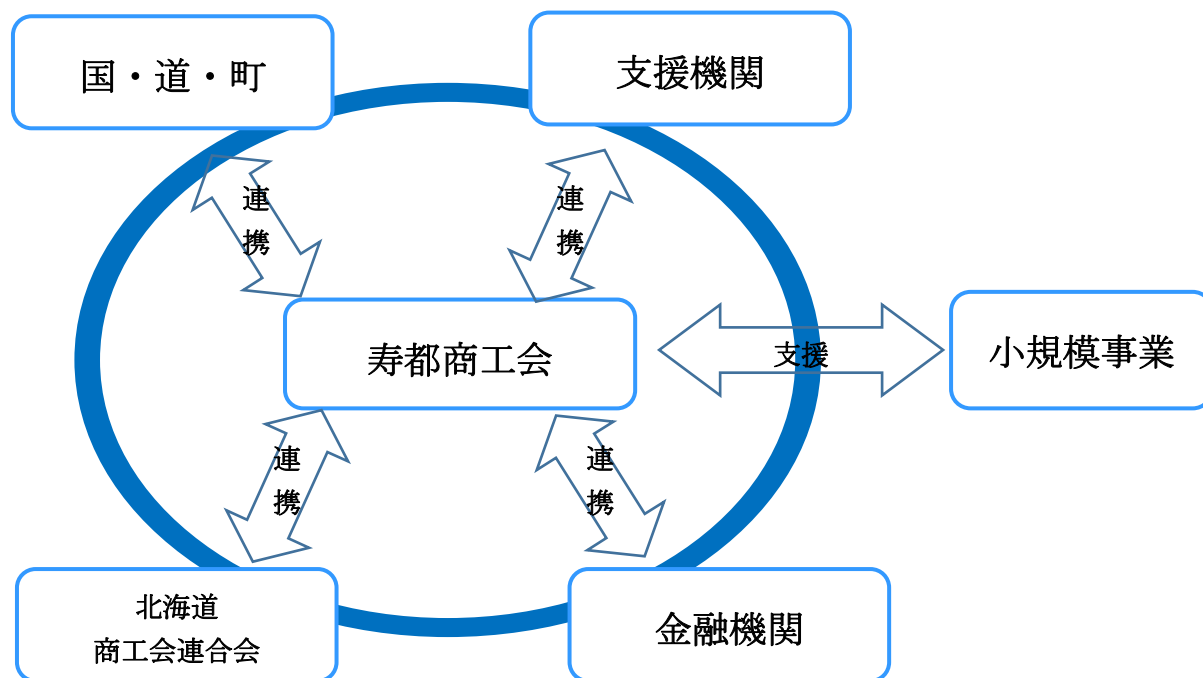 国・道・町
支援機関
連
携
連
携
寿都商工会
支援
小規模事業
連
携
連
携
北海道
商工会連合会
金融機関